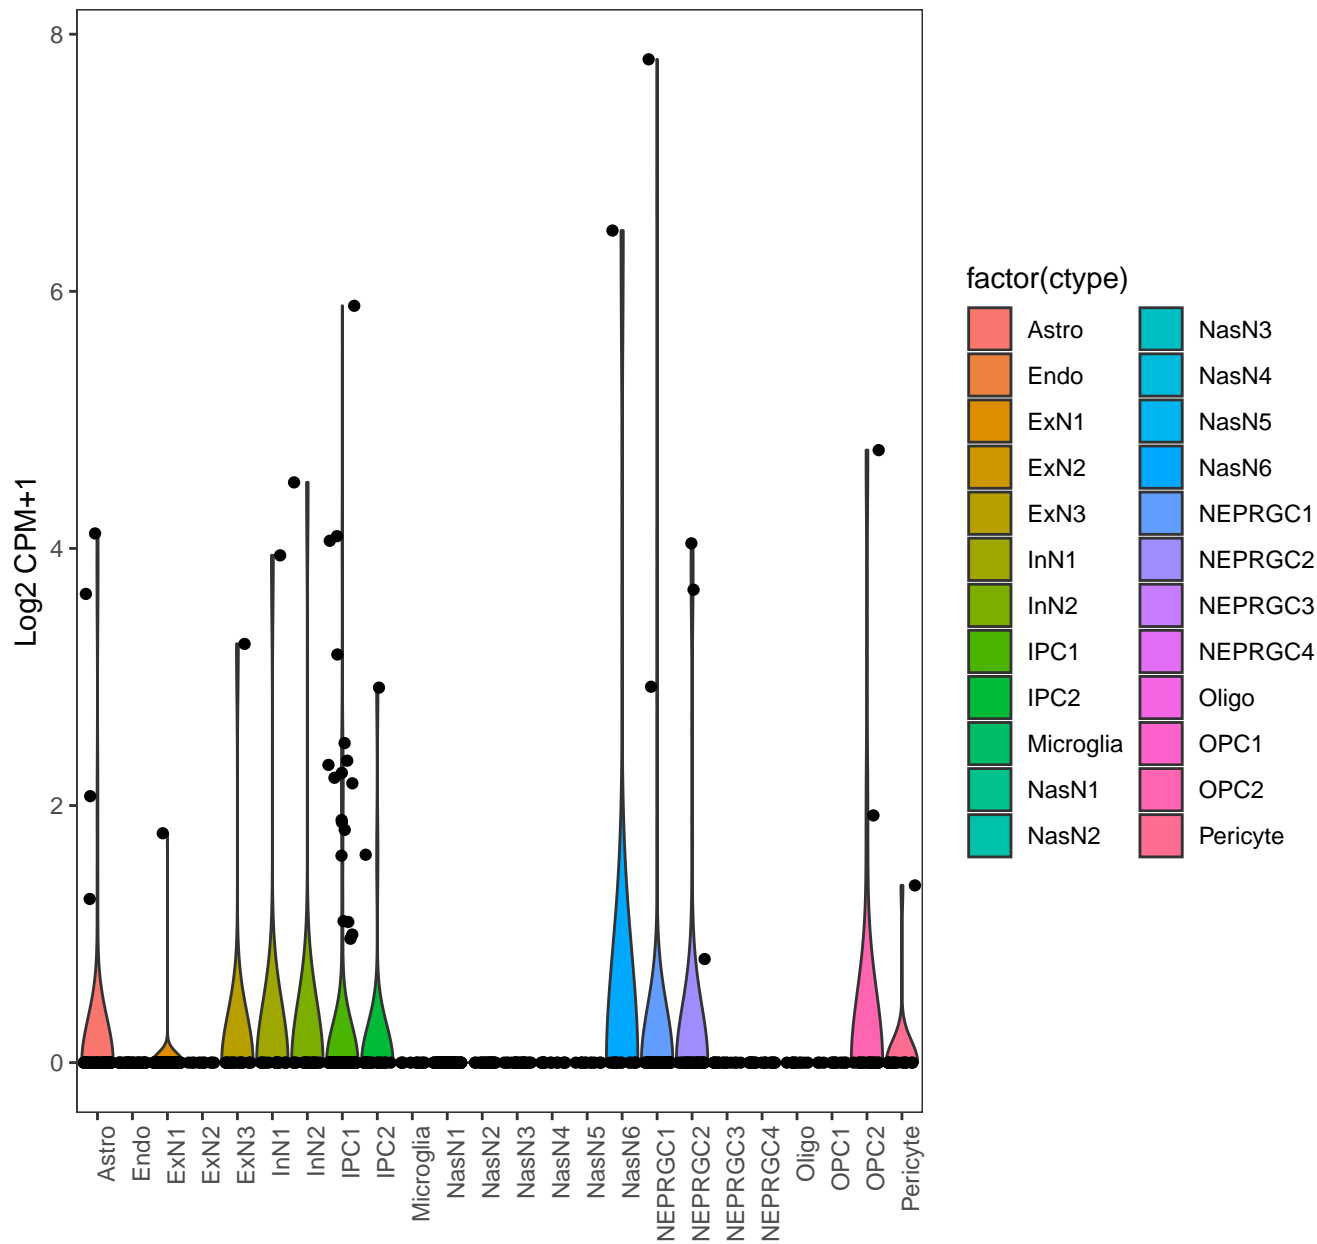 8
6
4
2
0
Log2 CPM+1
Astro
Endo
ExN1
ExN2
ExN3
InN1
InN2
IPC1
IPC2
Microglia
NasN1
NasN2
NasN3
NasN4
NasN5
NasN6
NEPRGC1
NEPRGC2
NEPRGC3
NEPRGC4
Oligo
OPC1
OPC2
Pericyte
factor(ctype)
Astro
Endo
ExN1
ExN2
ExN3
InN1
InN2
IPC1
IPC2
Microglia
NasN1
NasN2
NasN3
NasN4
NasN5
NasN6
NEPRGC1
NEPRGC2
NEPRGC3
NEPRGC4
Oligo
OPC1
OPC2
Pericyte